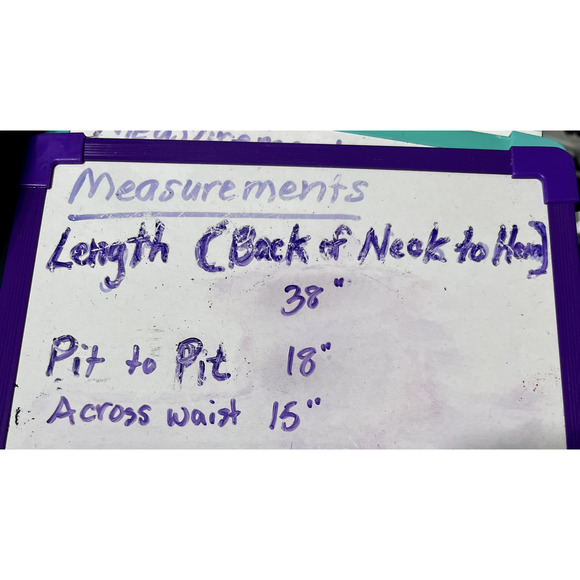 Measurements
Length (Back of Neck to Hem)
38"
Pit to Pit 18"
Across waist 15"